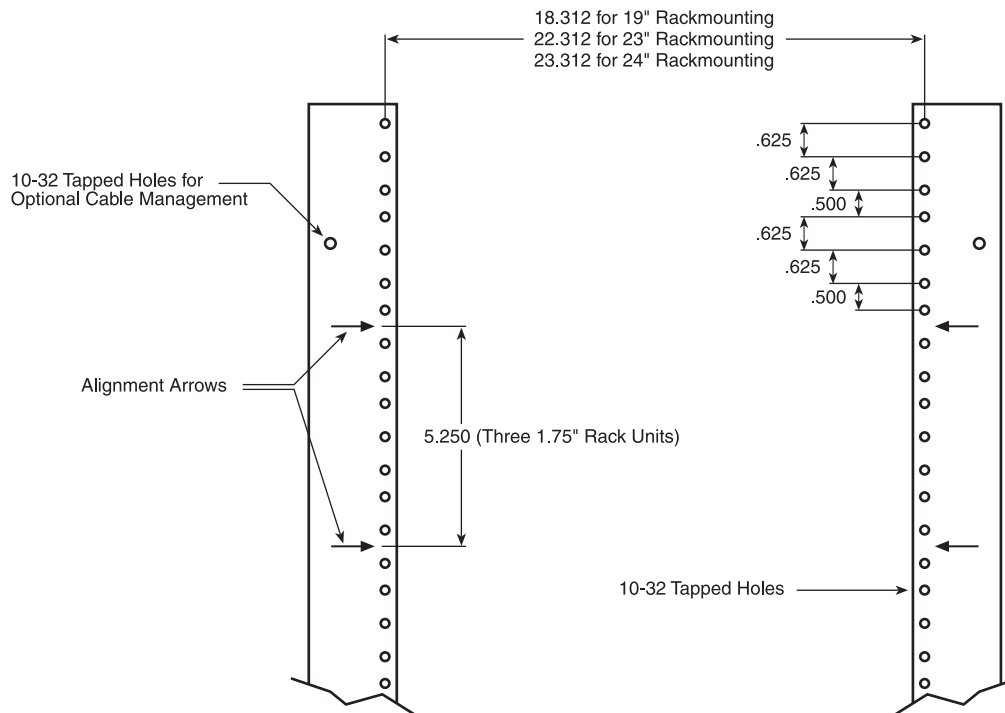 18.312 for 19" Rackmounting
22.312 for 23" Rackmounting
23.312 for 24" Rackmounting
.625
.625
.500
.625
.625
.500
10-32 Tapped Holes for
Optional Cable Management
Alignment Arrows
5.250 (Three 1.75" Rack Units)
10-32 Tapped Holes